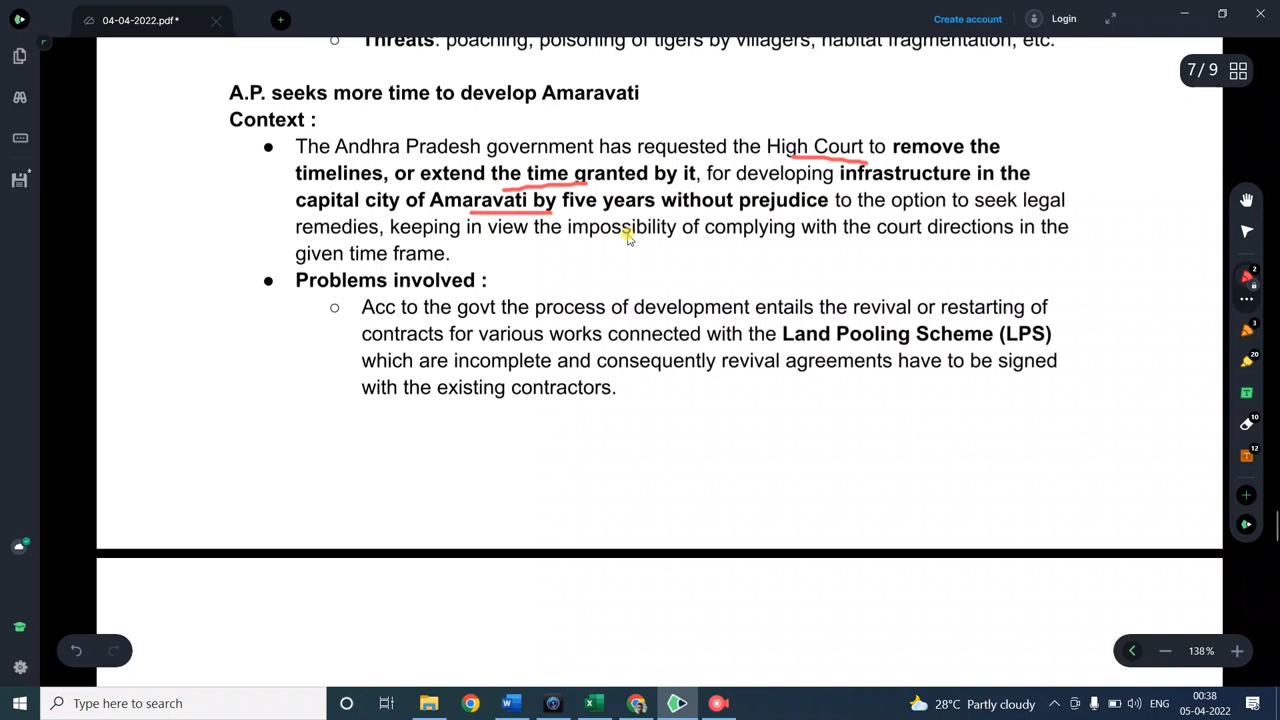 04-04-2022.pdf*
Create account
Login
Threats: poaching, poisoning of tigers by villagers, habitat fragmentation, etc.
7/9
A.P. seeks more time to develop Amaravati
Context :
The Andhra Pradesh government has requested the High Court to remove the
timelines, or extend the time granted by it, for developing infrastructure in the
capital city of Amaravati by five years without prejudice to the option to seek legal
remedies, keeping in view the impossibility of complying with the court directions in the
given time frame.
Problems involved :
Acc to the govt the process of development entails the revival or restarting of
contracts for various works connected with the Land Pooling Scheme (LPS)
which are incomplete and consequently revival agreements have to be signed
with the existing contractors.
2
3
20
10
12
138%
Type here to search
28°C Partly cloudy
ENG
00:38
05-04-2022